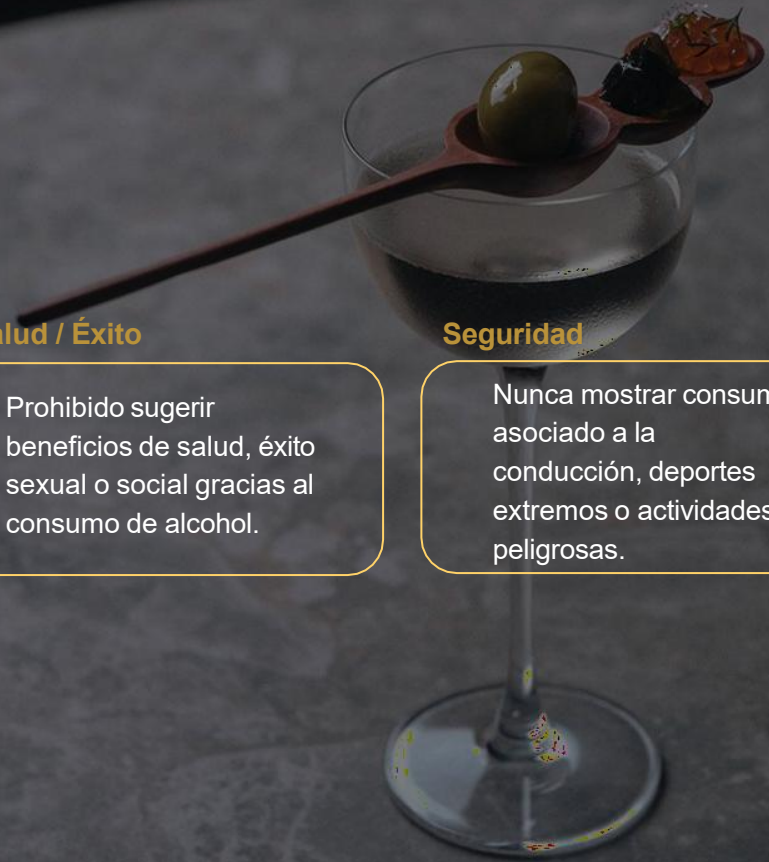 alud / Éxito
Prohibido sugerir
beneficios de salud, éxito
sexual o social gracias al
consumo de alcohol.
Seguridad
Nunca mostrar consum
asociado a la
conducción, deportes
extremos o actividades
peligrosas.